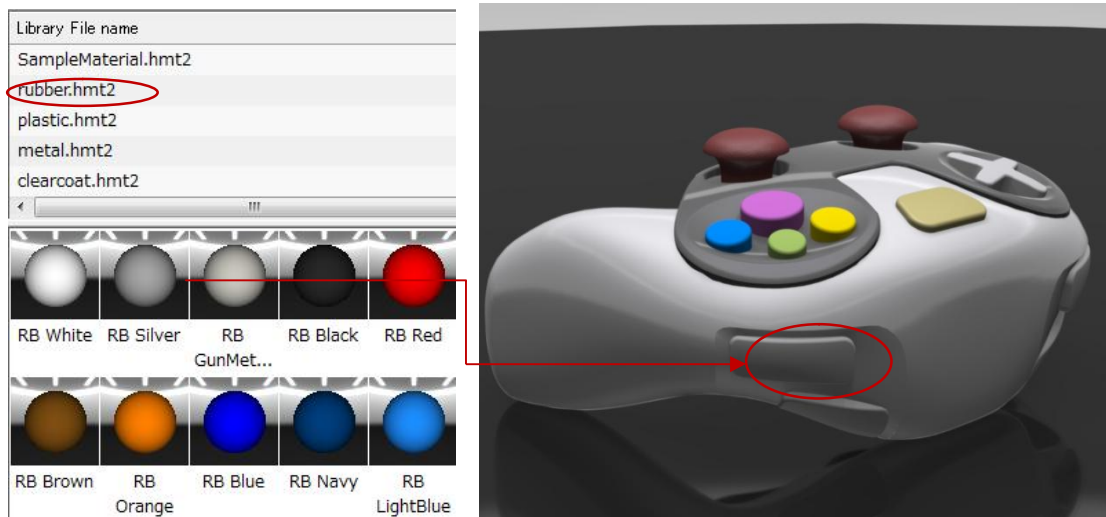 Library File name
SampleMaterial.hmt2
rubber.hmt2
plastic.hmt2
metal.hmt2
clearcoat.hmt2
RB White
RB Silver
RB
GunMet...
RB Black
RB Red
RB Brown
RB
Orange
RB Blue
RB Navy
RB
LightBlue